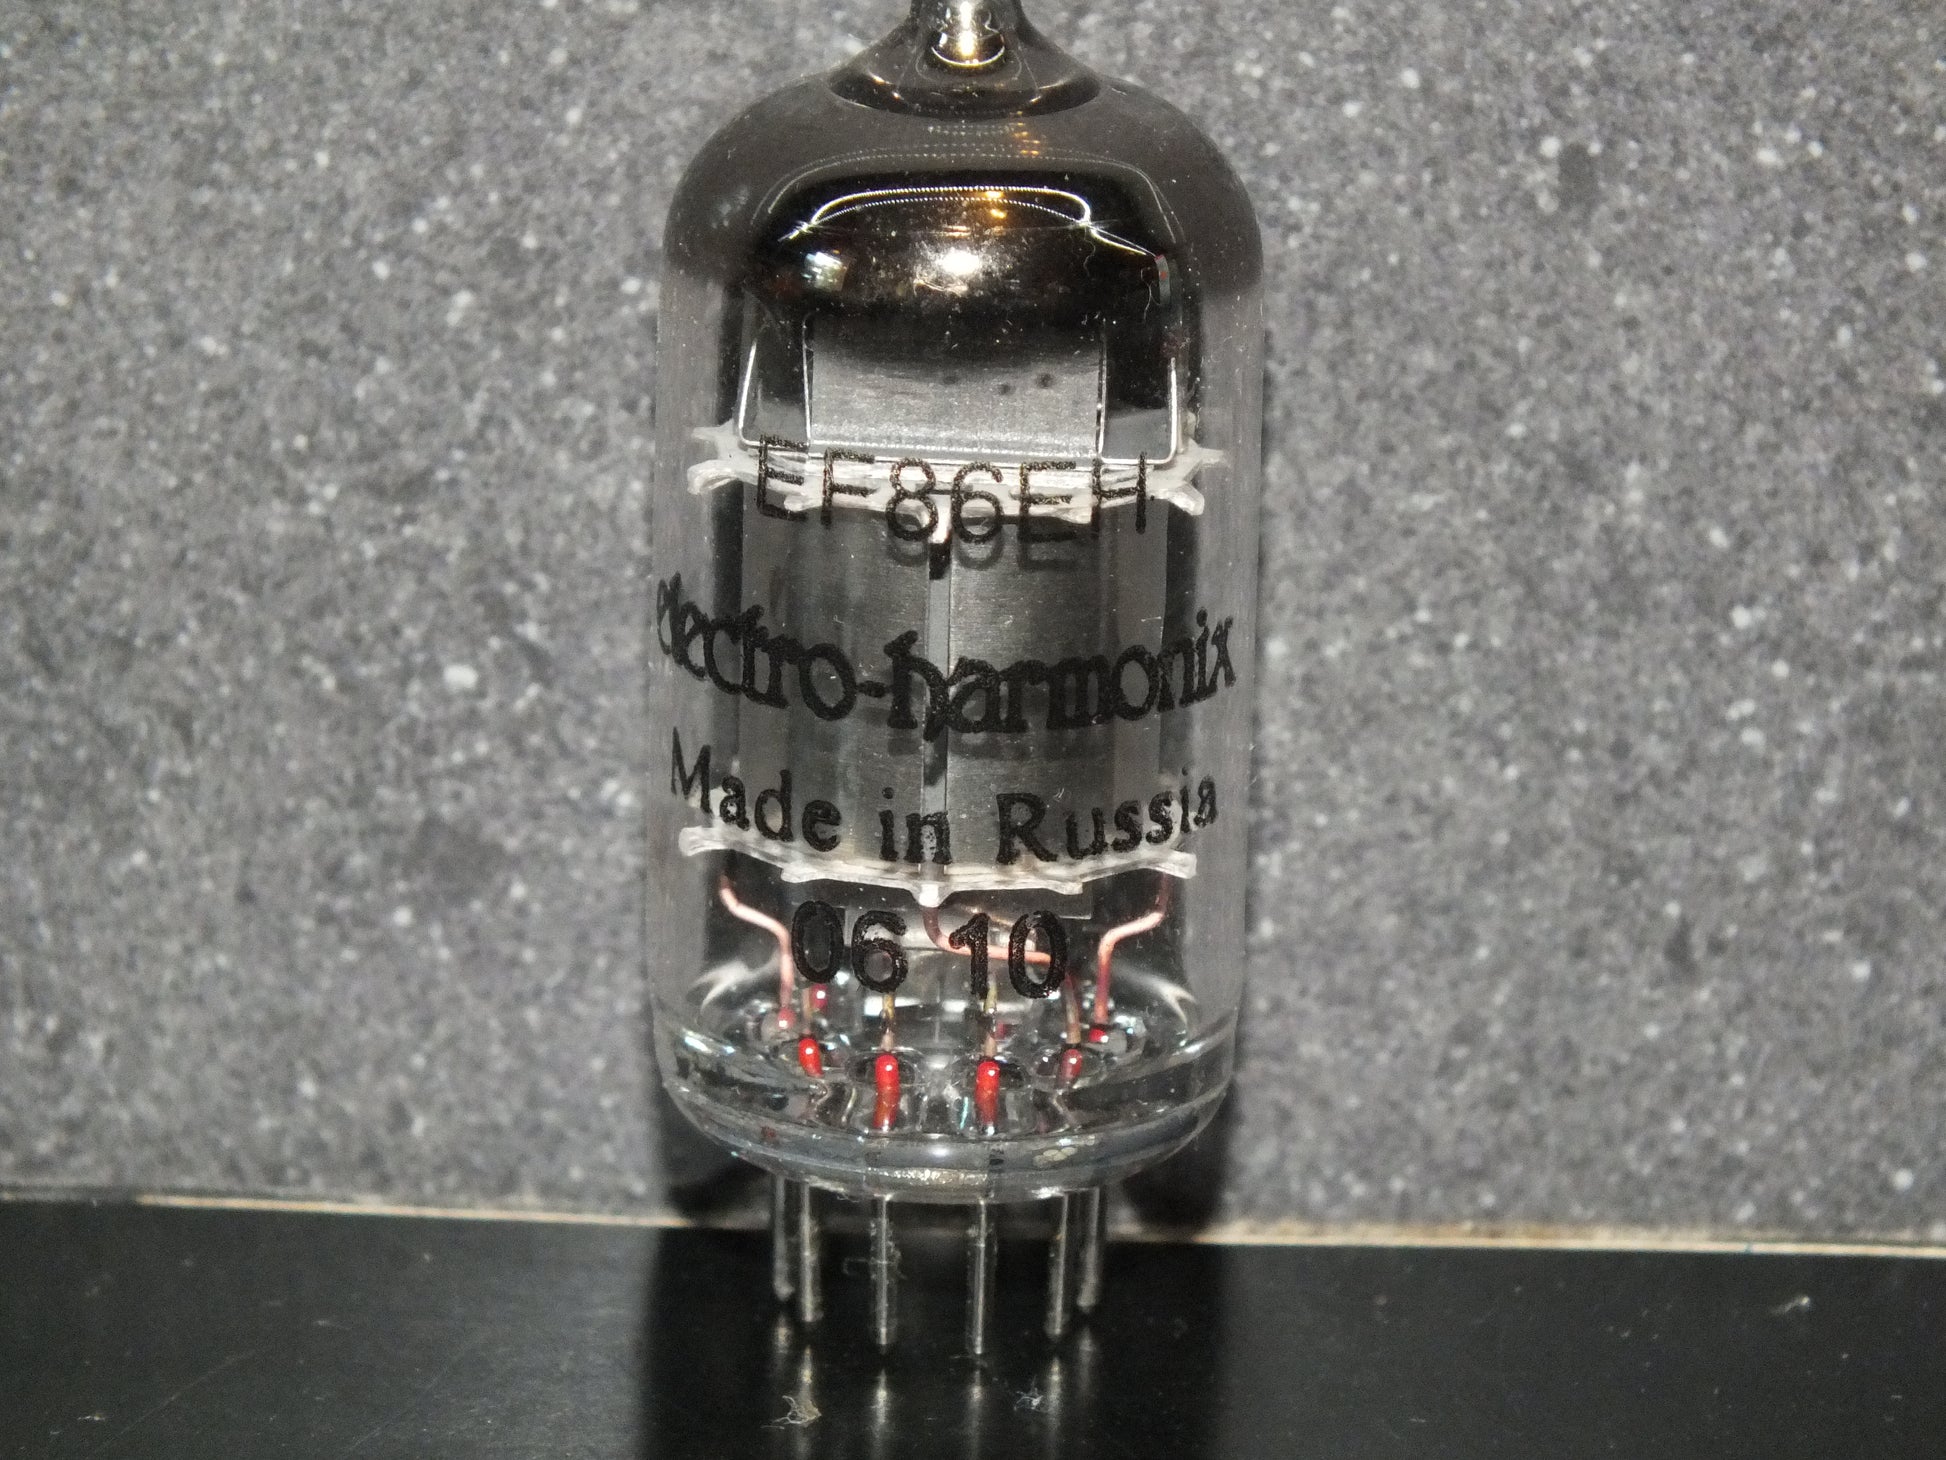 EF86EH
electro-harmonix
Made in Russia
06 10